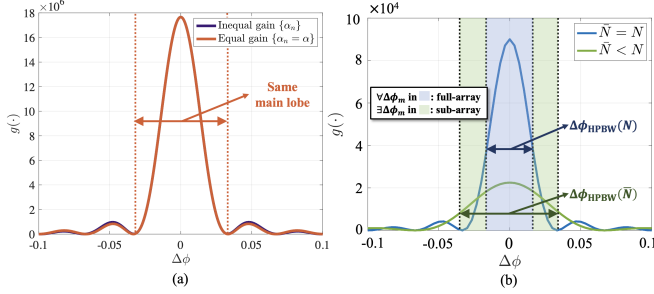 ×10^6
18
16
14
12
10
8
6
4
2
0
g(·)
Inequal gain {α_n}
Equal gain {α_n = α}
Same
main lobe
-0.1 -0.05 0 0.05 0.1
Δϕ
(a)
×10^4
10
8
6
4
2
0
g(·)
N̄ = N
N̄ < N
∀Δϕ_m in : full-array
∃Δϕ_m in : sub-array
Δϕ_HPBW(N)
Δϕ_HPBW(N̄)
-0.1 -0.05 0 0.05 0.1
Δϕ
(b)